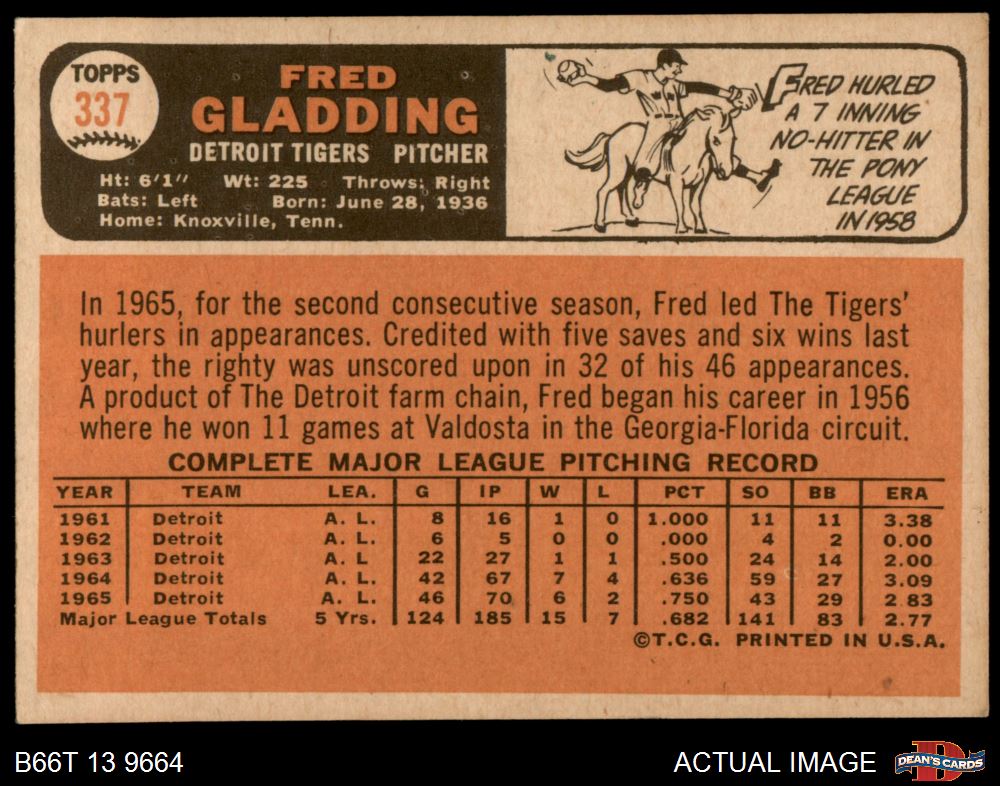 TOPPS
337
FRED
GLADDING
DETROIT TIGERS PITCHER
Ht: 6'1" Wt: 225 Throws: Right
Bats: Left Born: June 28, 1936
Home: Knoxville, Tenn.
FRED HURLED
A 7 INNING
NO-HITTER IN
THE PONY
LEAGUE
IN 1958
In 1965, for the second consecutive season, Fred led The Tigers'
hurlers in appearances. Credited with five saves and six wins last
year, the righty was unscored upon in 32 of his 46 appearances.
A product of The Detroit farm chain, Fred began his career in 1956
where he won 11 games at Valdosta in the Georgia-Florida circuit.
COMPLETE MAJOR LEAGUE PITCHING RECORD
YEAR TEAM LEA. G IP W L PCT SO BB ERA
1961 Detroit A. L. 8 16 1 0 1.000 11 11 3.38
1962 Detroit A. L. 6 5 0 0 .000 4 2 0.00
1963 Detroit A. L 22 27 1 1 .500 24 14 2.00
1964 Detroit A. L. 42 67 7 4 .636 59 27 3.09
1965 Detroit A. L. 46 70 6 2 .750 43 29 2.83
Major League Totals 5 Yrs. 124 185 15 7 .682 141 83 2.77
©T.C.G. PRINTED IN U.S.A.
B66T 13 9664 ACTUAL IMAGE
D
DEAN'S CARDS